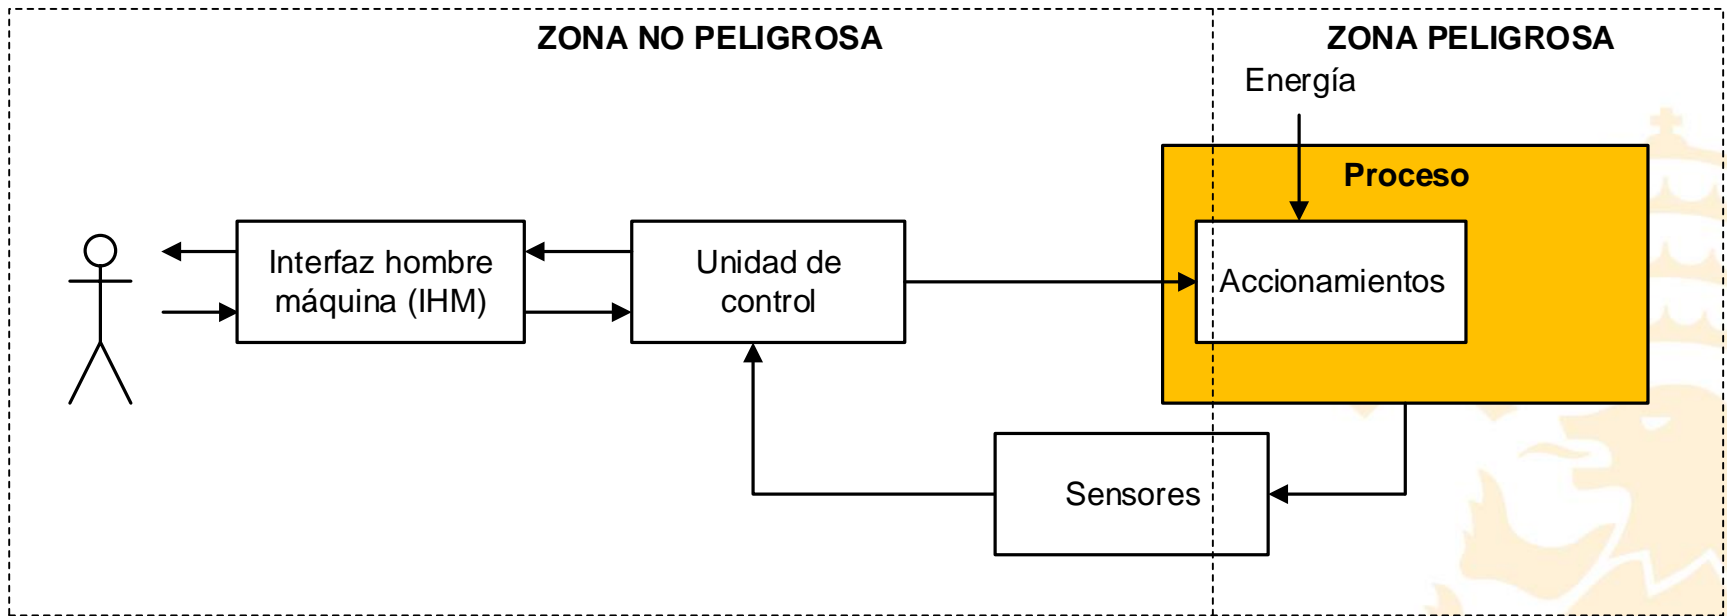 ZONA NO PELIGROSA
ZONA PELIGROSA
Energía
Proceso
Interfaz hombre
máquina (IHM)
Unidad de
control
Accionamientos
Sensores